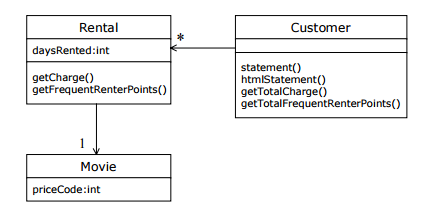 Rental
daysRented:int
getCharge()
getFrequentRenterPoints()
*
Customer
statement()
htmlStatement()
getTotalCharge()
getTotalFrequentRenterPoints()
1
Movie
priceCode:int